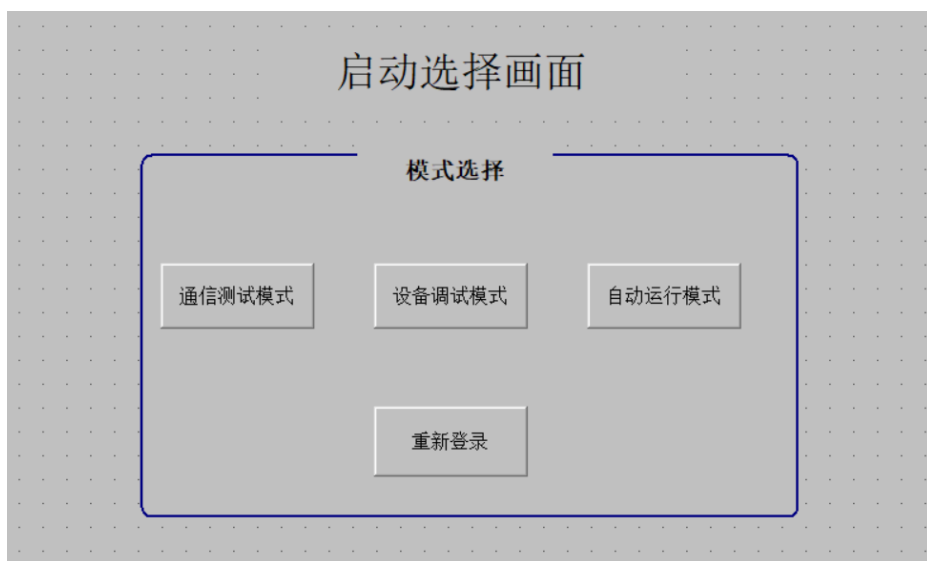 启动选择画面
模式选择
通信测试模式 设备调试模式 自动运行模式
重新登录